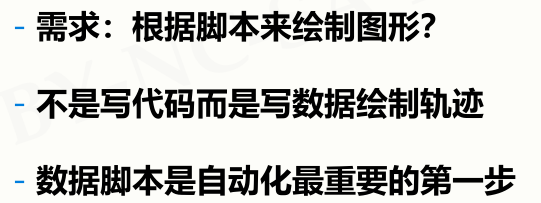 - 需求：根据脚本来绘制图形？
- 不是写代码而是写数据绘制轨迹
- 数据脚本是自动化最重要的第一步